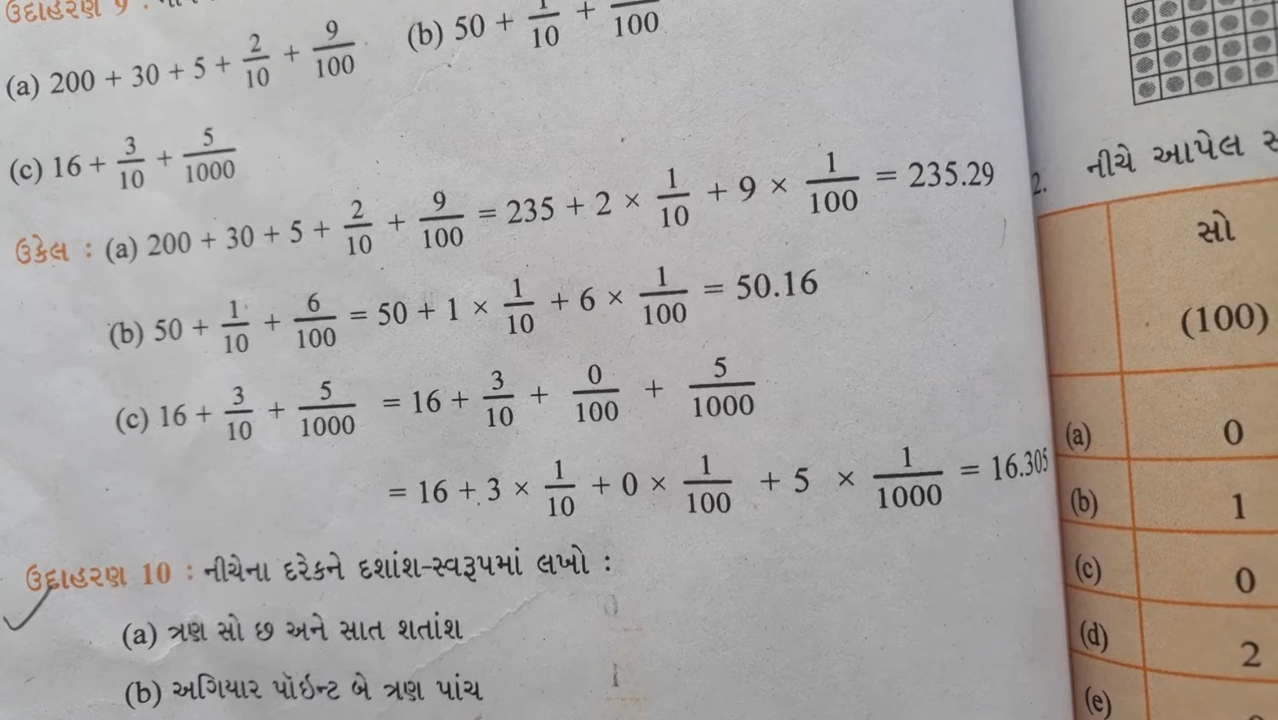 ઉદાહરણ 9 :
(a) 200 + 30 + 5 + 2/10 + 9/100 (b) 50 + 1/10 + /100
(c) 16 + 3/10 + 5/1000
ઉકેલ : (a) 200 + 30 + 5 + 2/10 + 9/100 = 235 + 2 × 1/10 + 9 × 1/100 = 235.29
(b) 50 + 1/10 + 6/100 = 50 + 1 × 1/10 + 6 × 1/100 = 50.16
(c) 16 + 3/10 + 5/1000 = 16 + 3/10 + 0/100 + 5/1000
= 16 + 3 × 1/10 + 0 × 1/100 + 5 × 1/1000 = 16.305
ઉદાહરણ 10 : નીચેના દરેકને દશાંશ-સ્વરૂપમાં લખો :
(a) ત્રણ સો છ અને સાત શતાંશ
(b) અગિયાર પૉઇન્ટ બે ત્રણ પાંચ
2. નીચે આપેલ
સો
(100)
(a) 0
(b) 1
(c) 0
(d) 2
(e)